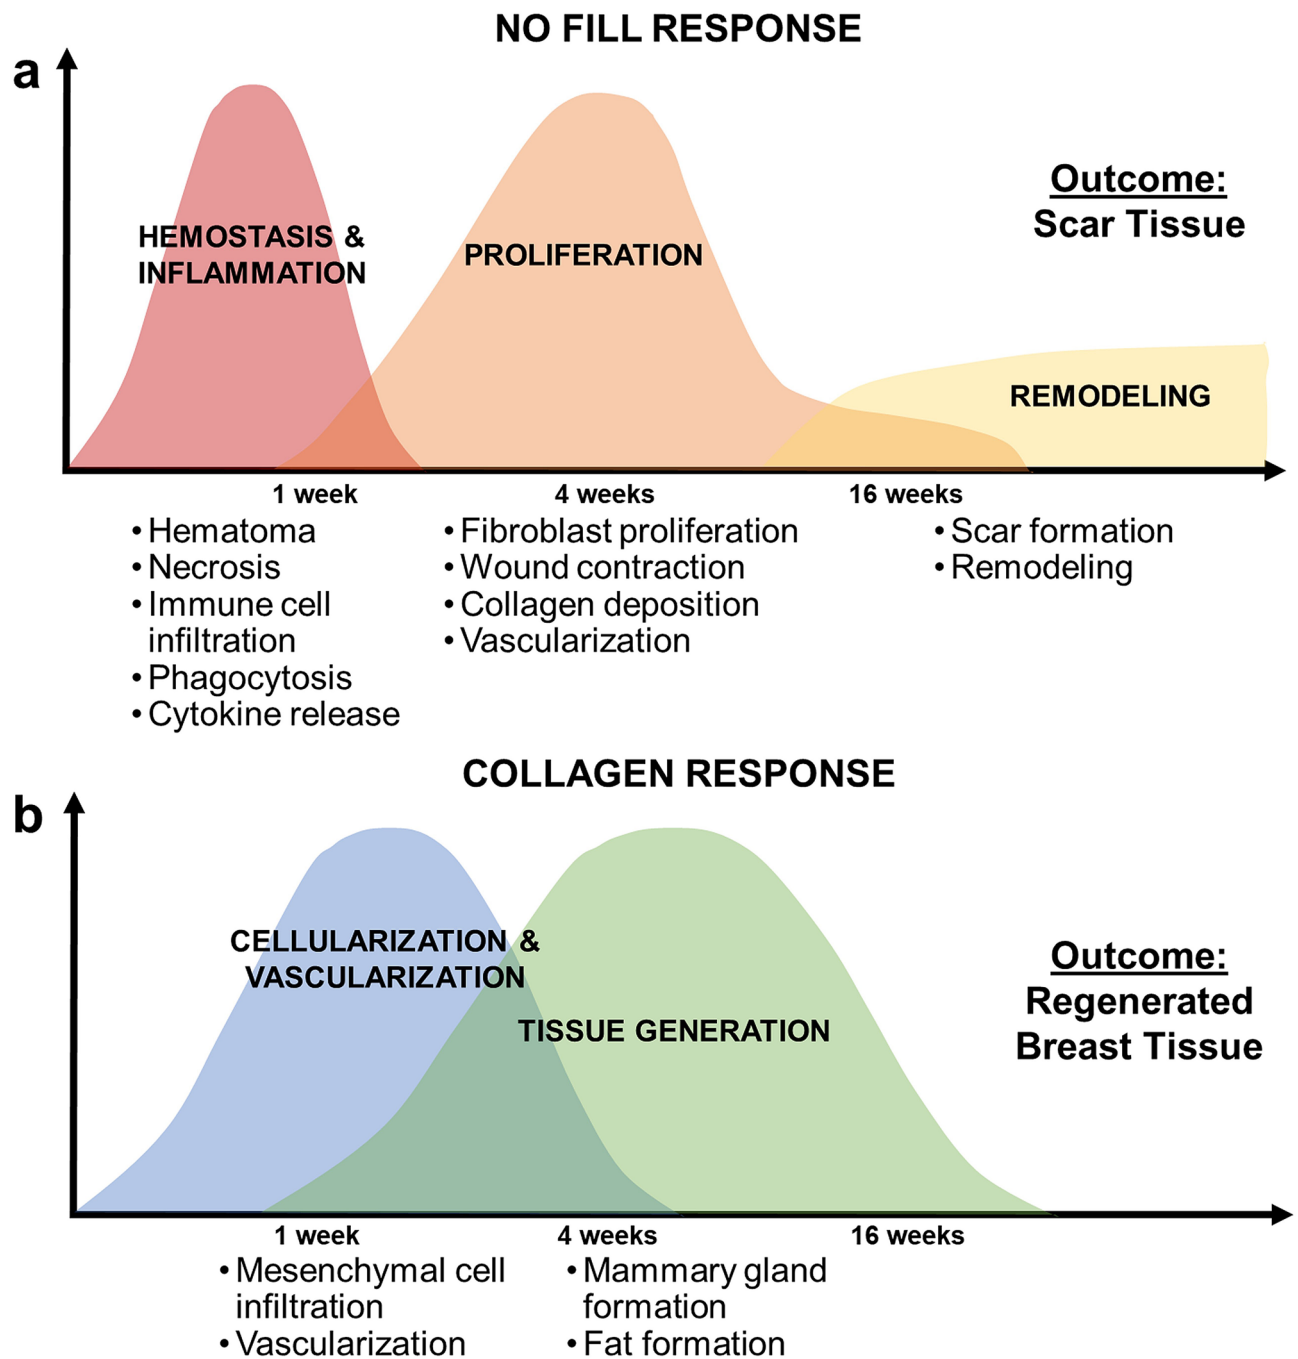 NO FILL RESPONSE
a
HEMOSTASIS &
INFLAMMATION
PROLIFERATION
Outcome:
Scar Tissue
REMODELING
1 week
4 weeks
16 weeks
• Hematoma
• Necrosis
• Immune cell
infiltration
• Phagocytosis
• Cytokine release
• Fibroblast proliferation
• Wound contraction
• Collagen deposition
• Vascularization
• Scar formation
• Remodeling
COLLAGEN RESPONSE
b
CELLULARIZATION &
VASCULARIZATION
TISSUE GENERATION
Outcome:
Regenerated
Breast Tissue
1 week
4 weeks
16 weeks
• Mesenchymal cell
infiltration
• Vascularization
• Mammary gland
formation
• Fat formation